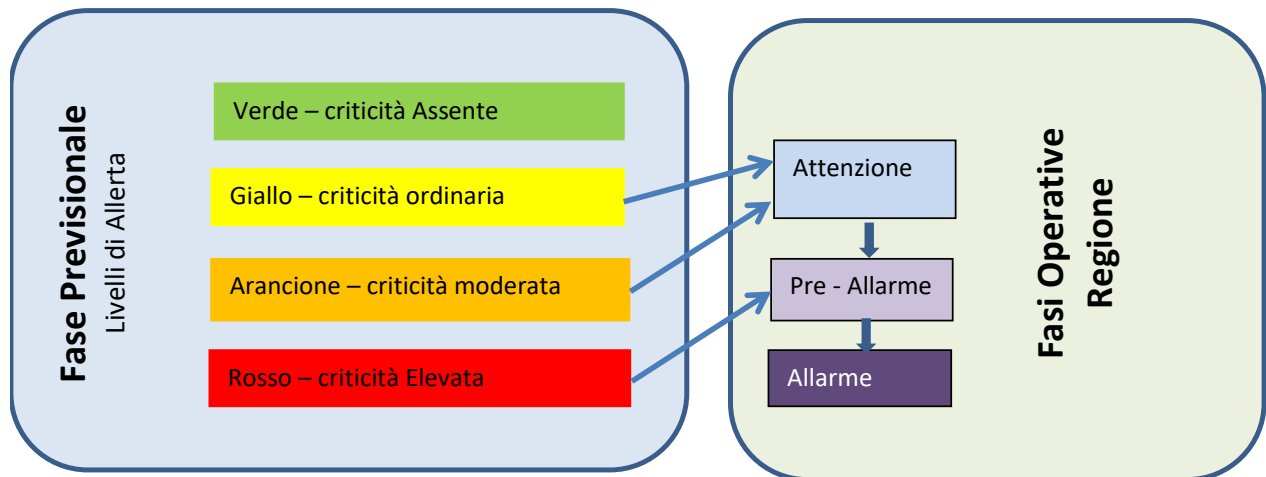 Fase Previsionale
Livelli di Allerta
Verde – criticità Assente
Giallo – criticità ordinaria
Arancione – criticità moderata
Rosso – criticità Elevata
Attenzione
Pre - Allarme
Allarme
Fasi Operative
Regione